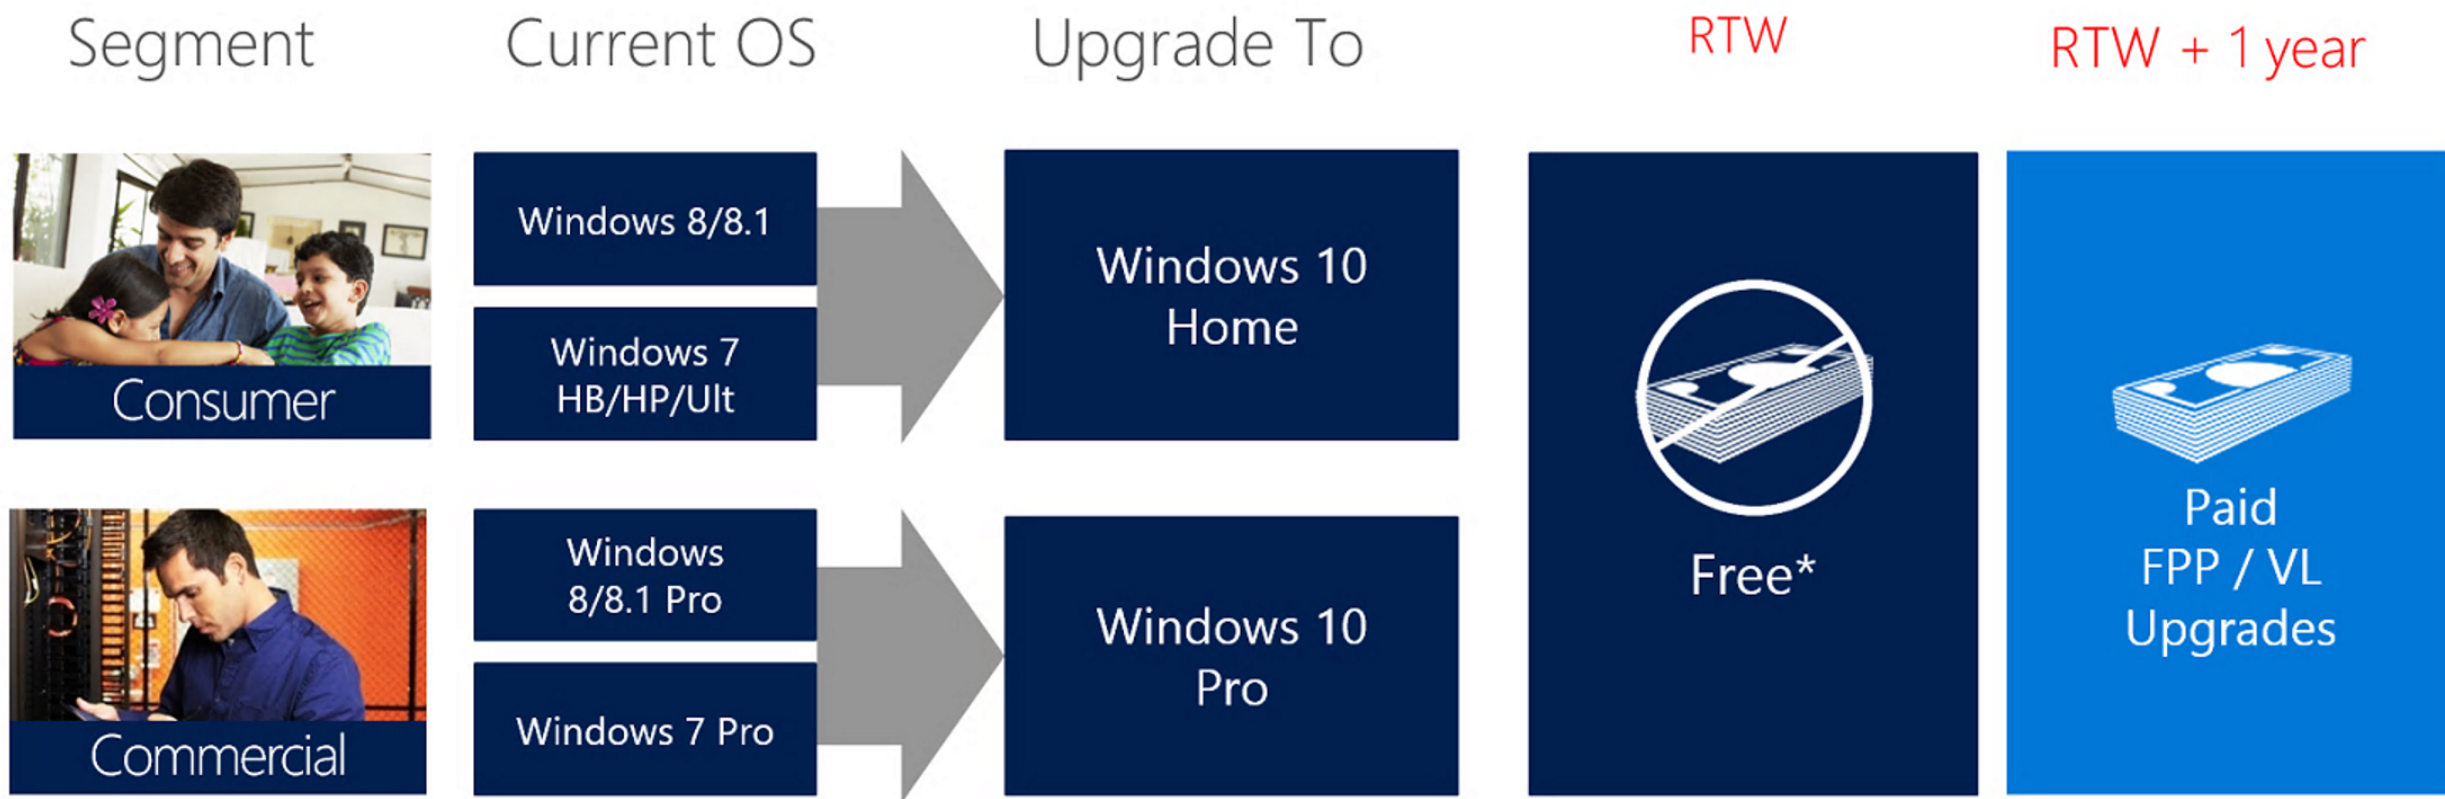 Segment
Current OS
Upgrade To
RTW
RTW + 1 year
Consumer
Windows 8/8.1
Windows 7
HB/HP/Ult
Windows 10
Home
Commercial
Windows
8/8.1 Pro
Windows 7 Pro
Windows 10
Pro
Free*
Paid
FPP / VL
Upgrades